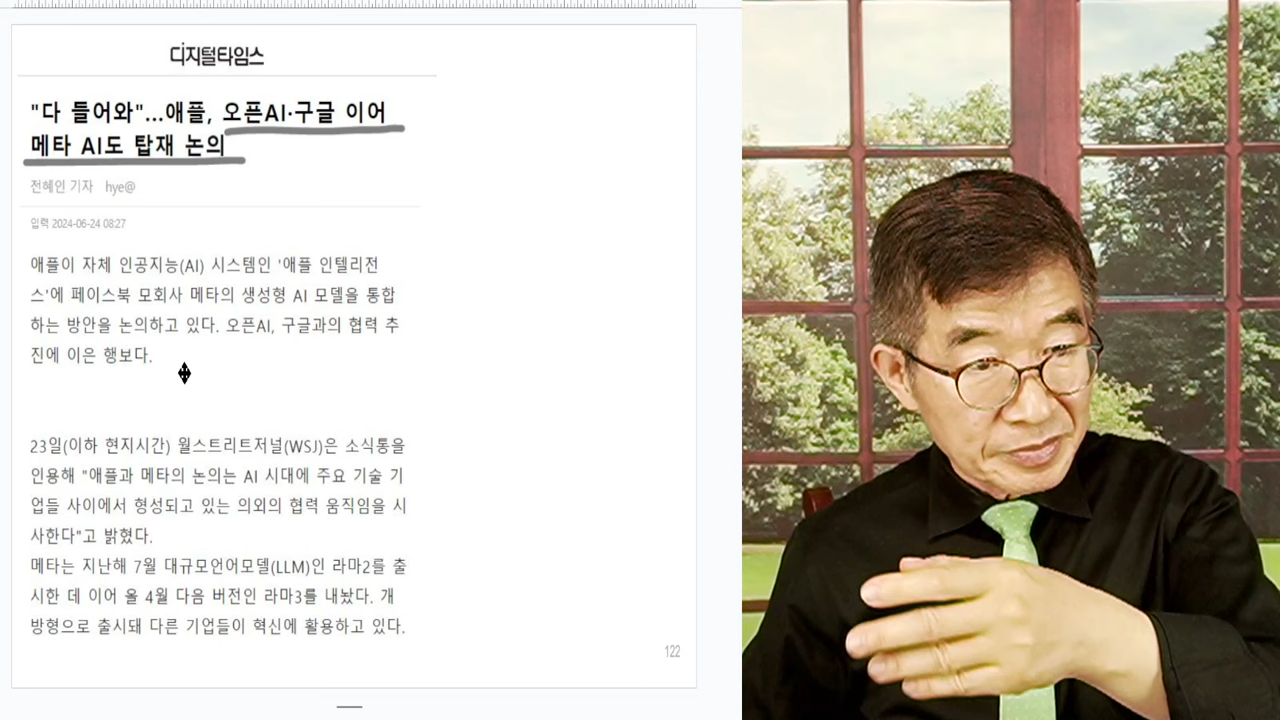 디지털타임스
"다 들어와"...애플, 오픈AI·구글 이어
메타 AI도 탑재 논의
전혜인 기자 hye@
입력 2024-06-24 08:27
애플이 자체 인공지능(AI) 시스템인 '애플 인텔리전
스'에 페이스북 모회사 메타의 생성형 AI 모델을 통합
하는 방안을 논의하고 있다. 오픈AI, 구글과의 협력 추
진에 이은 행보다.
23일(이하 현지시간) 월스트리트저널(WSJ)은 소식통을
인용해 "애플과 메타의 논의는 AI 시대에 주요 기술 기
업들 사이에서 형성되고 있는 의외의 협력 움직임을 시
사한다"고 밝혔다.
메타는 지난해 7월 대규모언어모델(LLM)인 라마2를 출
시한 데 이어 올 4월 다음 버전인 라마3를 내놨다. 개
방형으로 출시돼 다른 기업들이 혁신에 활용하고 있다.
122